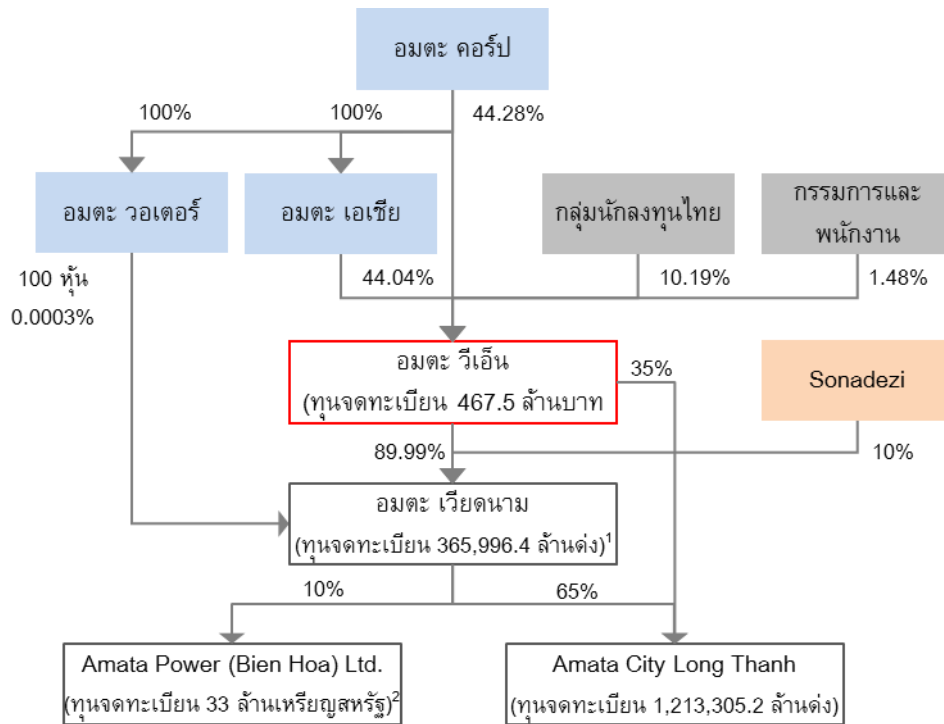 อมตะ คอร์ป
100%
100%
44.28%
อมตะ วอเตอร์
อมตะ เอเชีย
กลุ่มนักลงทุนไทย
กรรมการและ
พนักงาน
100 หุ้น
0.0003%
44.04%
10.19%
1.48%
อมตะ วีเอ็น
(ทุนจดทะเบียน 467.5 ล้านบาท
35%
Sonadezi
89.99%
10%
อมตะ เวียดนาม
(ทุนจดทะเบียน 365,996.4 ล้านด่ง)¹
10%
65%
Amata Power (Bien Hoa) Ltd.
(ทุนจดทะเบียน 33 ล้านเหรียญสหรัฐ)²
Amata City Long Thanh
(ทุนจดทะเบียน 1,213,305.2 ล้านด่ง)